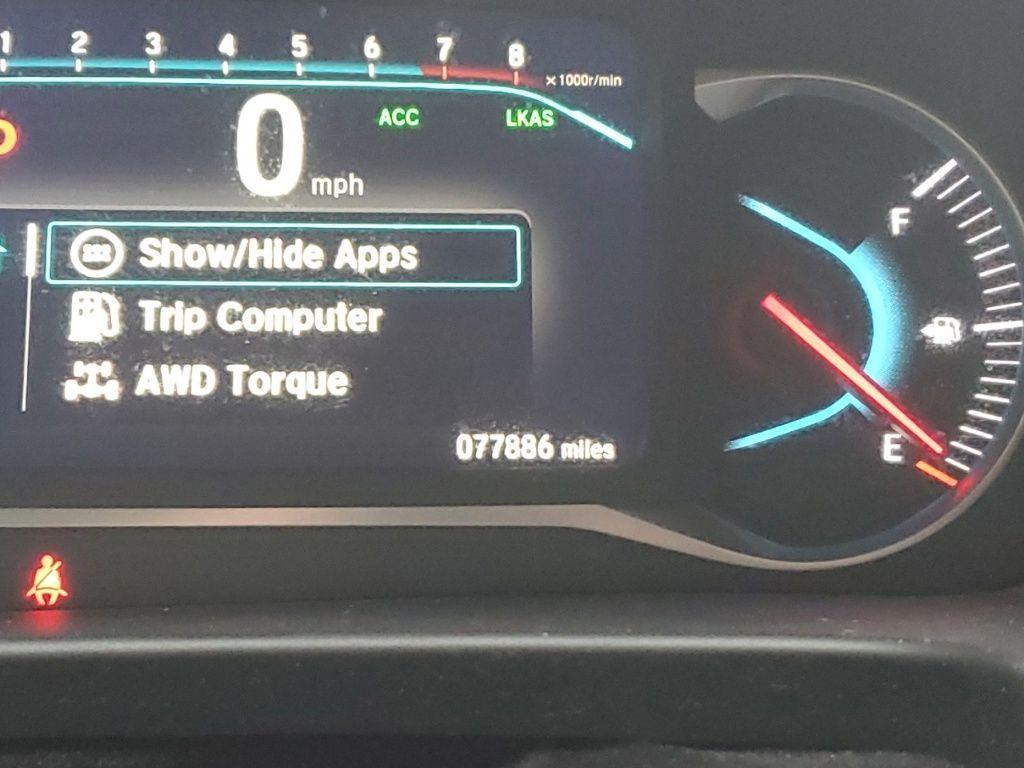 1 2 3 4 5 6 7 8 ×1000r/min
ACC LKAS
0 mph
Show/Hide Apps
Trip Computer
AWD Torque
077886 miles
F
E